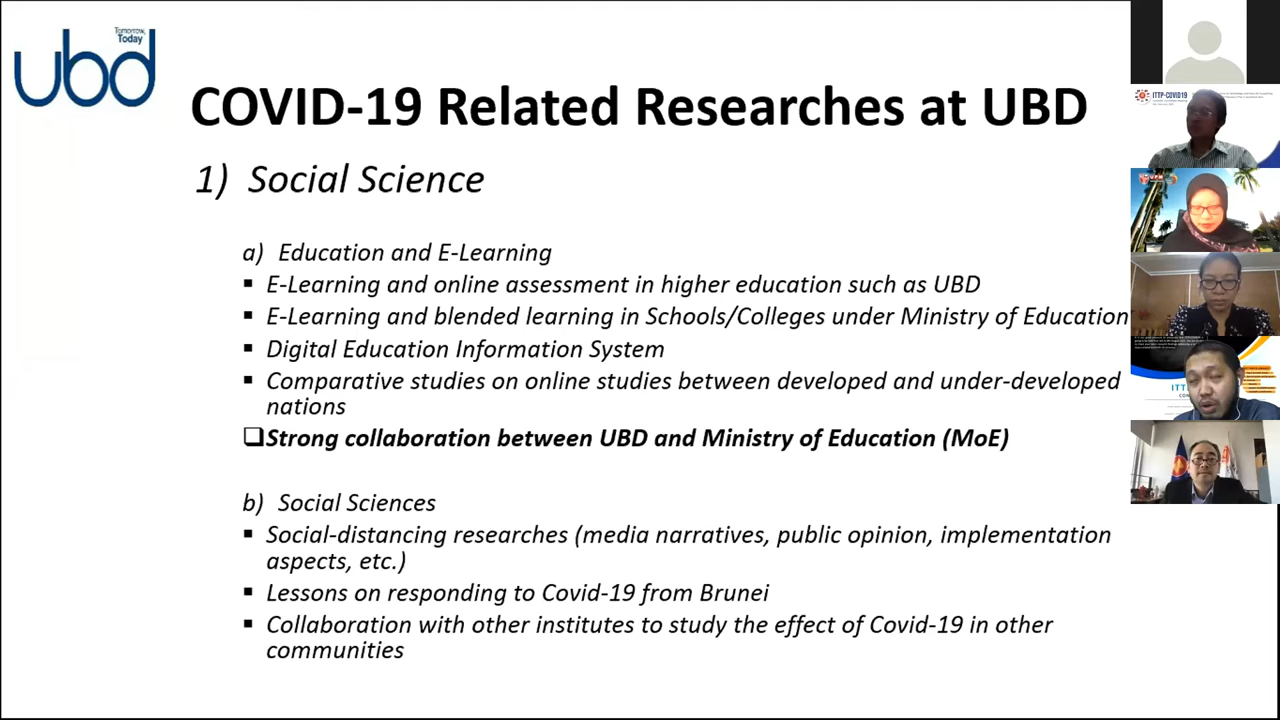 Tomorrow,
Today
ubd
COVID-19 Related Researches at UBD
1) Social Science
a) Education and E-Learning
▪ E-Learning and online assessment in higher education such as UBD
▪ E-Learning and blended learning in Schools/Colleges under Ministry of Education
▪ Digital Education Information System
▪ Comparative studies on online studies between developed and under-developed
nations
❑Strong collaboration between UBD and Ministry of Education (MoE)
b) Social Sciences
▪ Social-distancing researches (media narratives, public opinion, implementation
aspects, etc.)
▪ Lessons on responding to Covid-19 from Brunei
▪ Collaboration with other institutes to study the effect of Covid-19 in other
communities
ITTP-COVID19
UPM